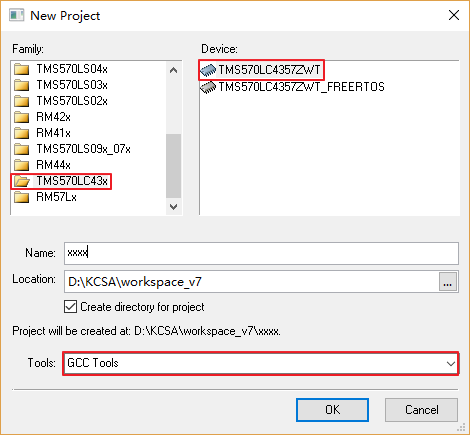 New Project
Family:
TMS570LS04x
TMS570LS03x
TMS570LS02x
RM42x
RM41x
TMS570LS09x_07x
RM44x
TMS570LC43x
RM57Lx
Device:
TMS570LC4357ZWT
TMS570LC4357ZWT_FREERTOS
Name: xxxx
Location: D:\KCSA\workspace_v7 ...
Create directory for project
Project will be created at: D:\KCSA\workspace_v7\xxxx.
Tools: GCC Tools
OK Cancel